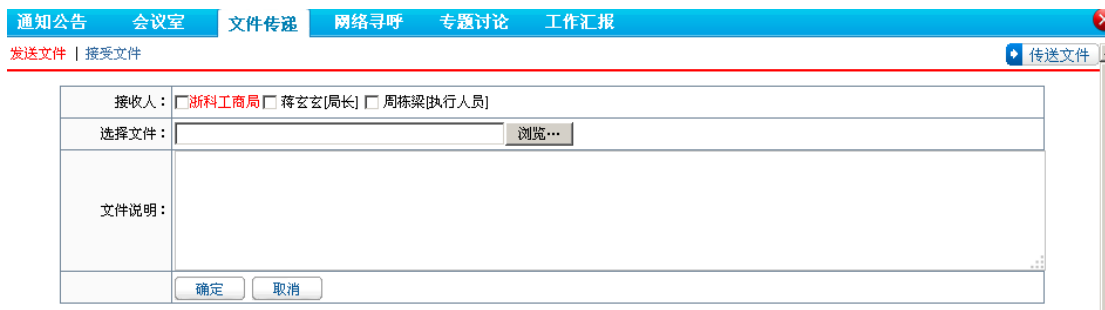 通知公告 会议室 文件传递 网络寻呼 专题讨论 工作汇报
发送文件 | 接受文件 传送文件
接收人： 浙科工商局 蒋玄玄[局长] 周栋梁[执行人员]
选择文件： 浏览…
文件说明：
确定 取消